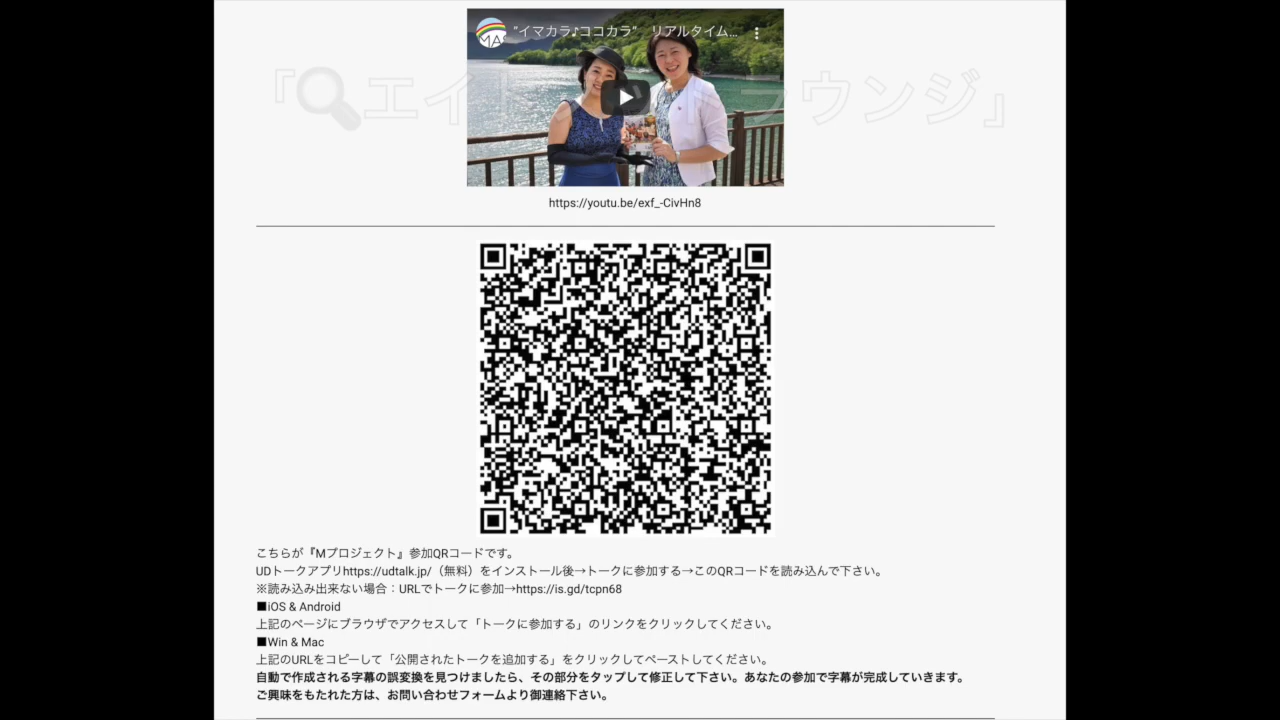 "イマカラ♪ココカラ"　リアルタイム...
MAS
「🔍エイ ラウンジ」
https://youtu.be/exf_-CivHn8
こちらが『Mプロジェクト』参加QRコードです。
UDトークアプリhttps://udtalk.jp/（無料）をインストール後→トークに参加する→このQRコードを読み込んで下さい。
※読み込み出来ない場合：URLでトークに参加→https://is.gd/tcpn68
■iOS & Android
上記のページにブラウザでアクセスして「トークに参加する」のリンクをクリックしてください。
■Win & Mac
上記のURLをコピーして「公開されたトークを追加する」をクリックしてペーストしてください。
自動で作成される字幕の誤変換を見つけましたら、その部分をタップして修正して下さい。あなたの参加で字幕が完成していきます。
ご興味をもたれた方は、お問い合わせフォームより御連絡下さい。